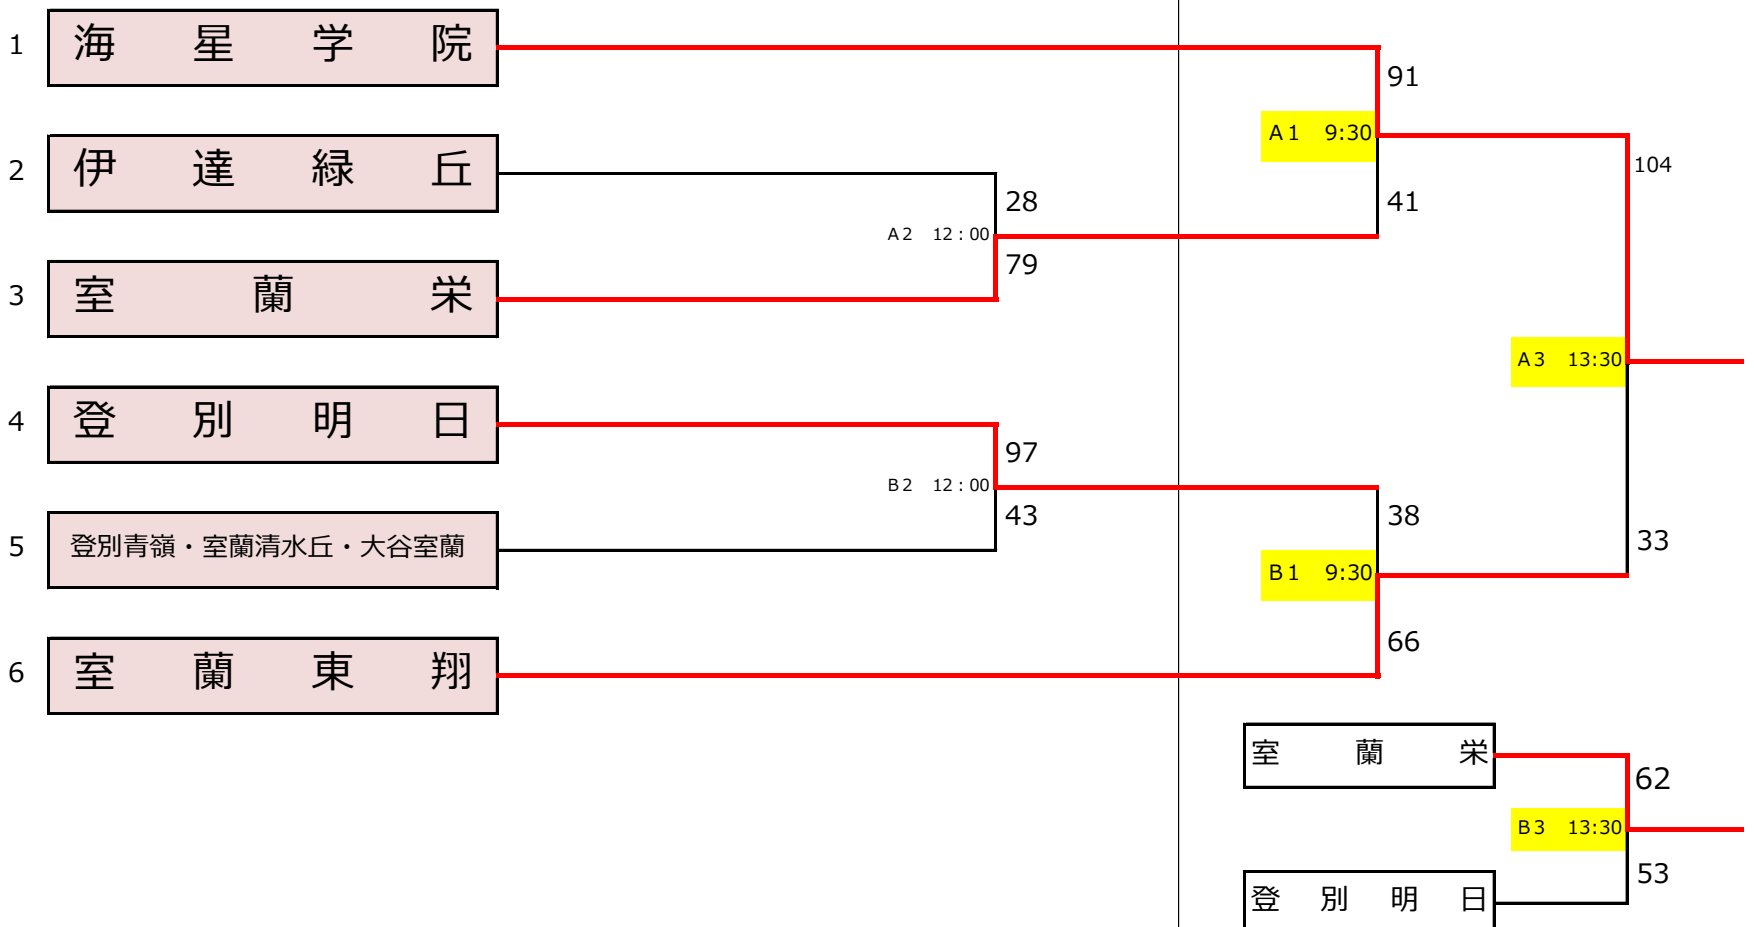 1 海星学院
91
A1 9:30
104
2 伊達緑丘
28
41
A2 12:00
79
3 室蘭栄
A3 13:30
4 登別明日
97
B2 12:00
43
38
33
5 登別青嶺・室蘭清水丘・大谷室蘭
B1 9:30
66
6 室蘭東翔
室蘭栄
62
B3 13:30
53
登別明日